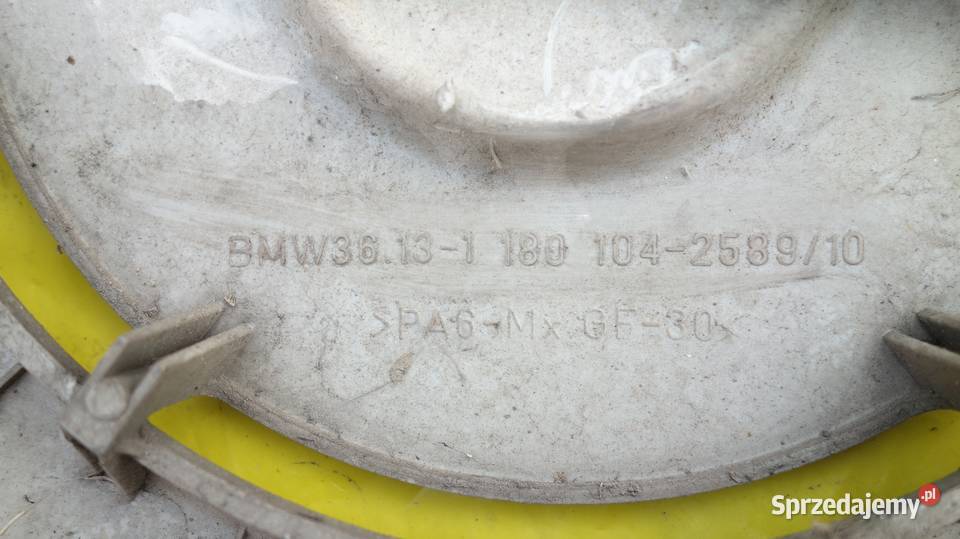 BMW36.13-1 180 104-2589/10
>PA6-Mx GF-30<
Sprzedajemy.pl